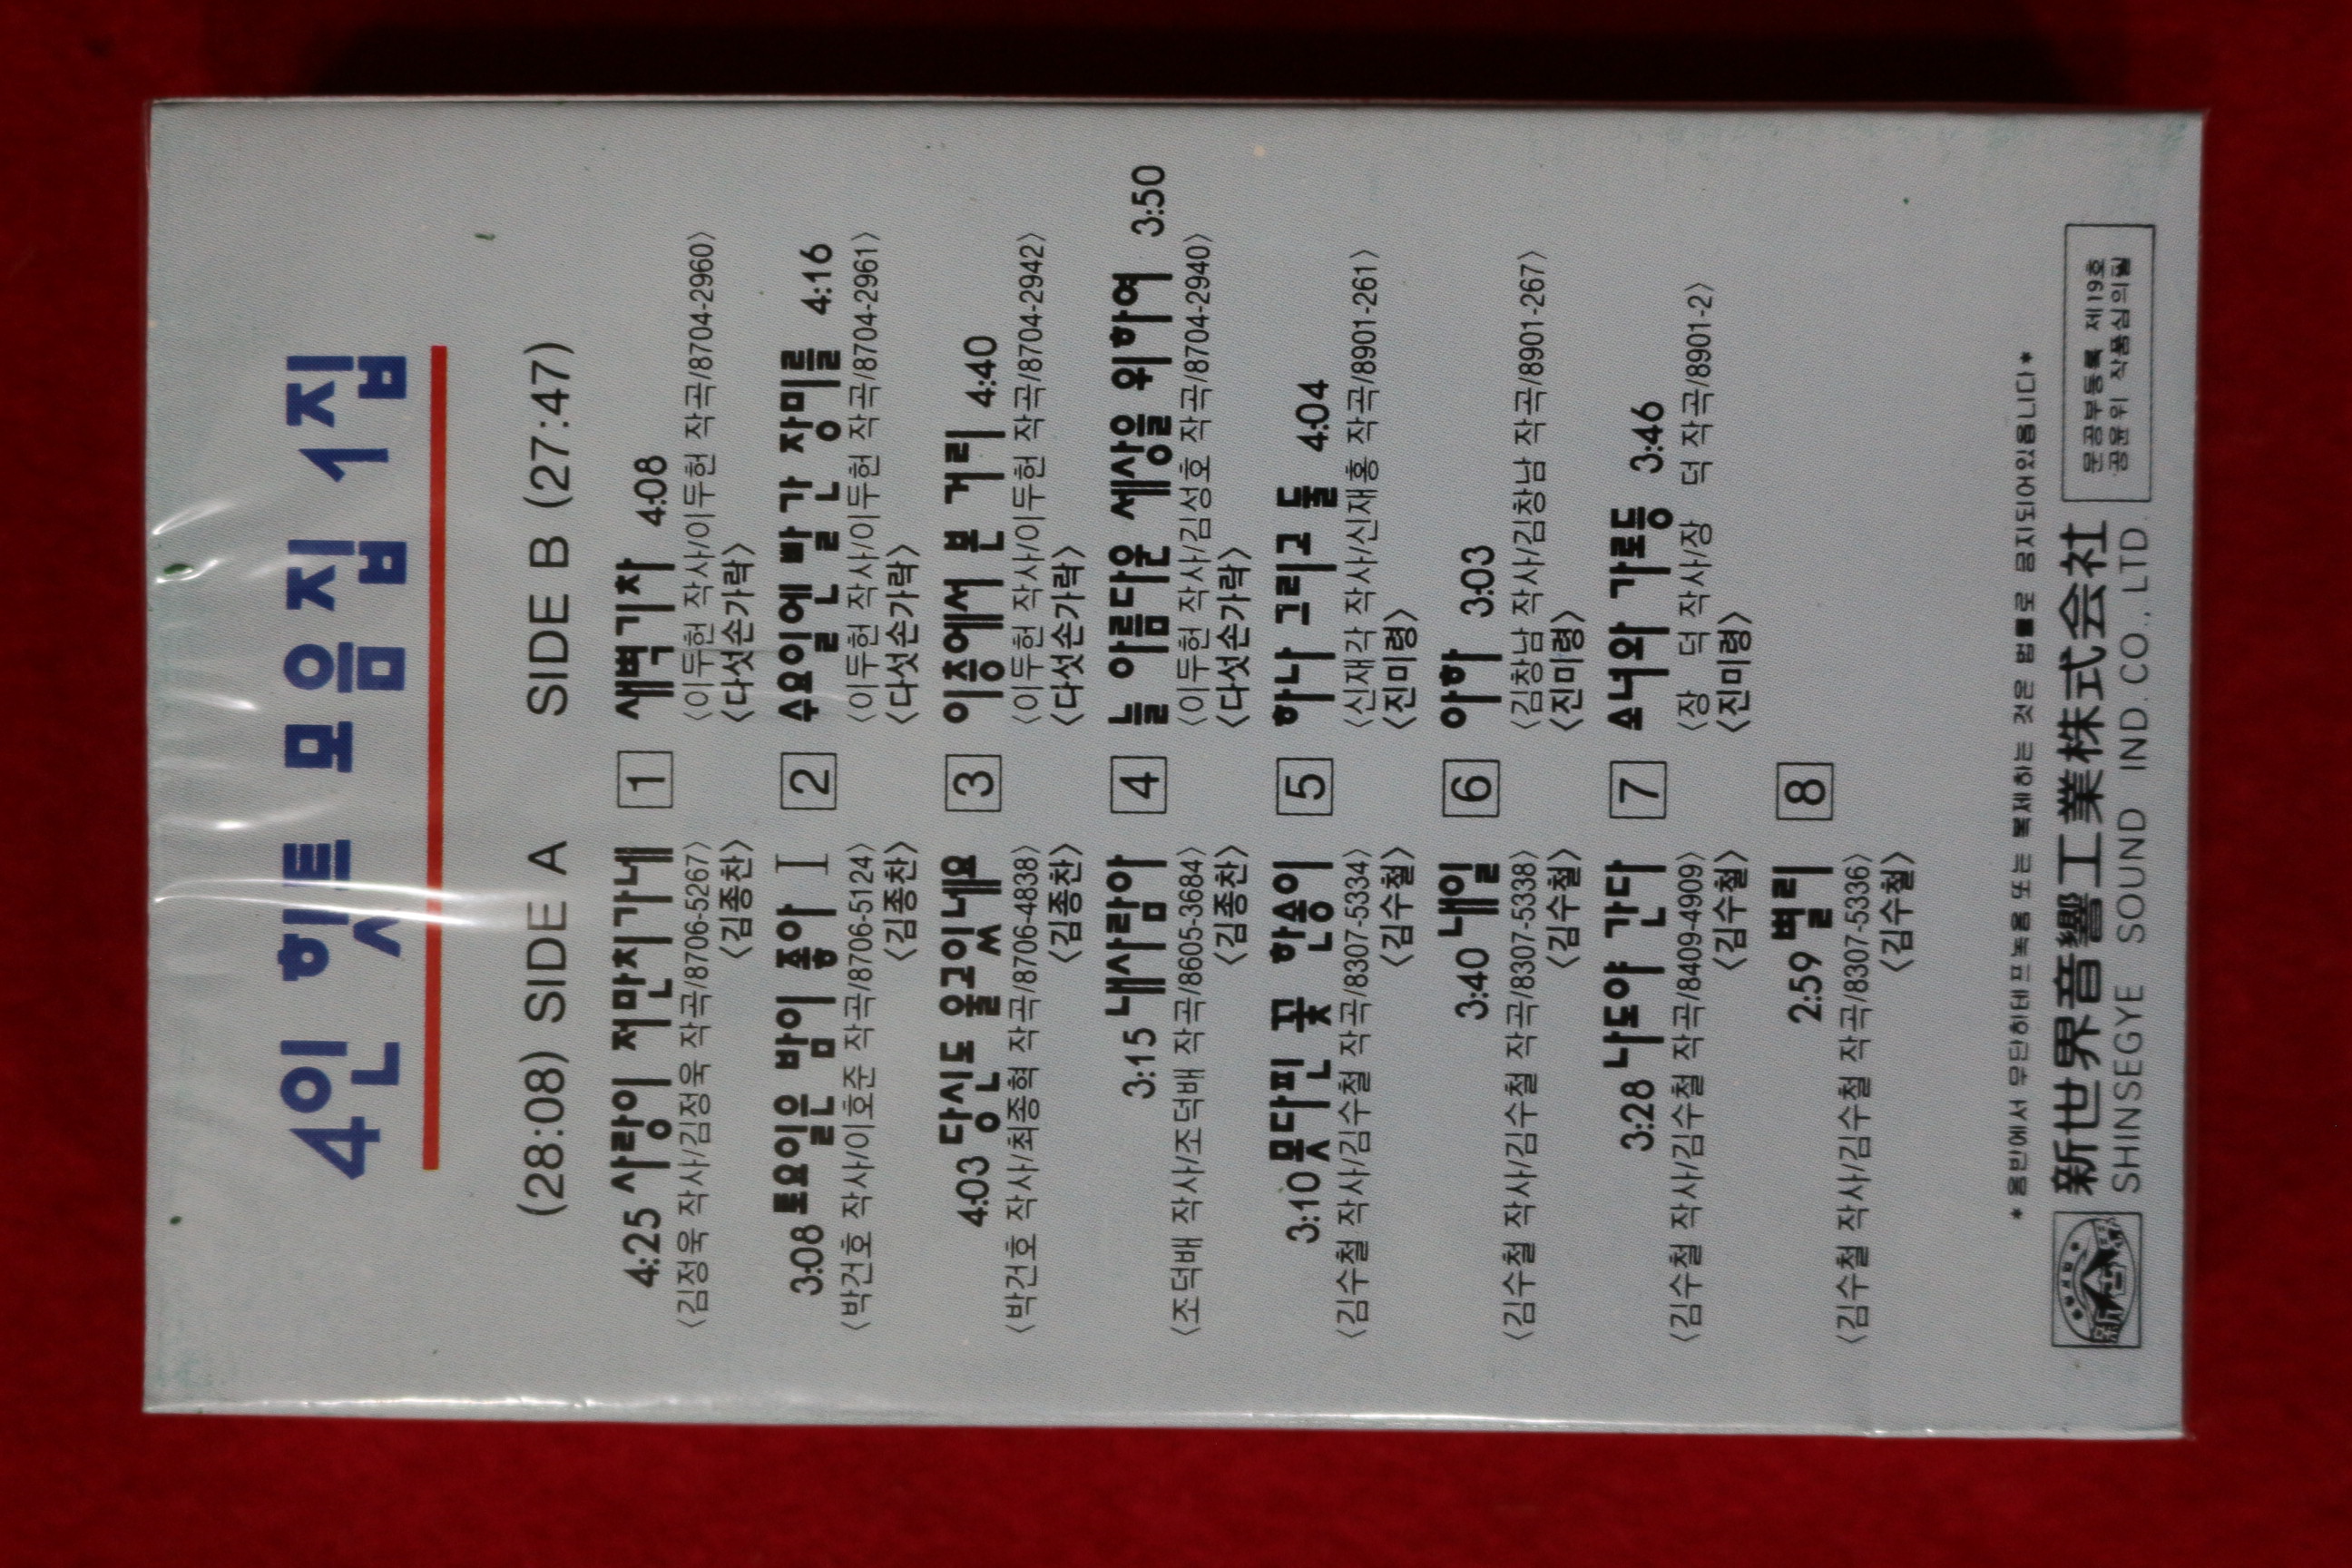 4인 힛트 모음집 1집
(28:08) SIDE A
4:25 사랑이 저만치가네
〈김정욱 작사/김정욱 작곡/8706-5267〉
〈김종찬〉
3:08 토요일은 밤이 좋아 I
〈박건호 작사/이호준 작곡/8706-5124〉
〈김종찬〉
4:03 당신도 울고있네요
〈박건호 작사/최종혁 작곡/8706-4838〉
〈김종찬〉
3:15 내사람아
〈조덕배 작사/조덕배 작곡/8605-3684〉
〈김종찬〉
3:10 못다핀 꽃 한송이
〈김수철 작사/김수철 작곡/8307-5334〉
〈김수철〉
3:40 내일
〈김수철 작사/김수철 작곡/8307-5338〉
〈김수철〉
3:28 나도야 간다
〈김수철 작사/김수철 작곡/8409-4909〉
〈김수철〉
2:59 별리
〈김수철 작사/김수철 작곡/8307-5336〉
〈김수철〉
SIDE B (27:47)
1 새벽기차 4:08
〈이두헌 작사/이두헌 작곡/8704-2960〉
〈다섯손가락〉
2 수요일엔 빨간 장미를 4:16
〈이두헌 작사/이두헌 작곡/8704-2961〉
〈다섯손가락〉
3 이층에서 본 거리 4:40
〈이두헌 작사/이두헌 작곡/8704-2942〉
〈다섯손가락〉
4 늘 아름다운 세상을 위하여 3:50
〈이두헌 작사/김성호 작곡/8704-2940〉
〈다섯손가락〉
5 하나 그리고 둘 4:04
〈신재각 작사/신재홍 작곡/8901-261〉
〈진미령〉
6 아하 3:03
〈김창남 작사/김창남 작곡/8901-267〉
〈진미령〉
7 소녀와 가로등 3:46
〈장 덕 작사/장 덕 작곡/8901-2〉
〈진미령〉
8
*음반에서 무단히테프녹음 또는 복제하는 것은 법률로 금지되어있읍니다*
新世界音響工業株式会社
SHINSEGYE SOUND IND. CO., LTD.
문공부등록 제19호
공윤위 작품심의필